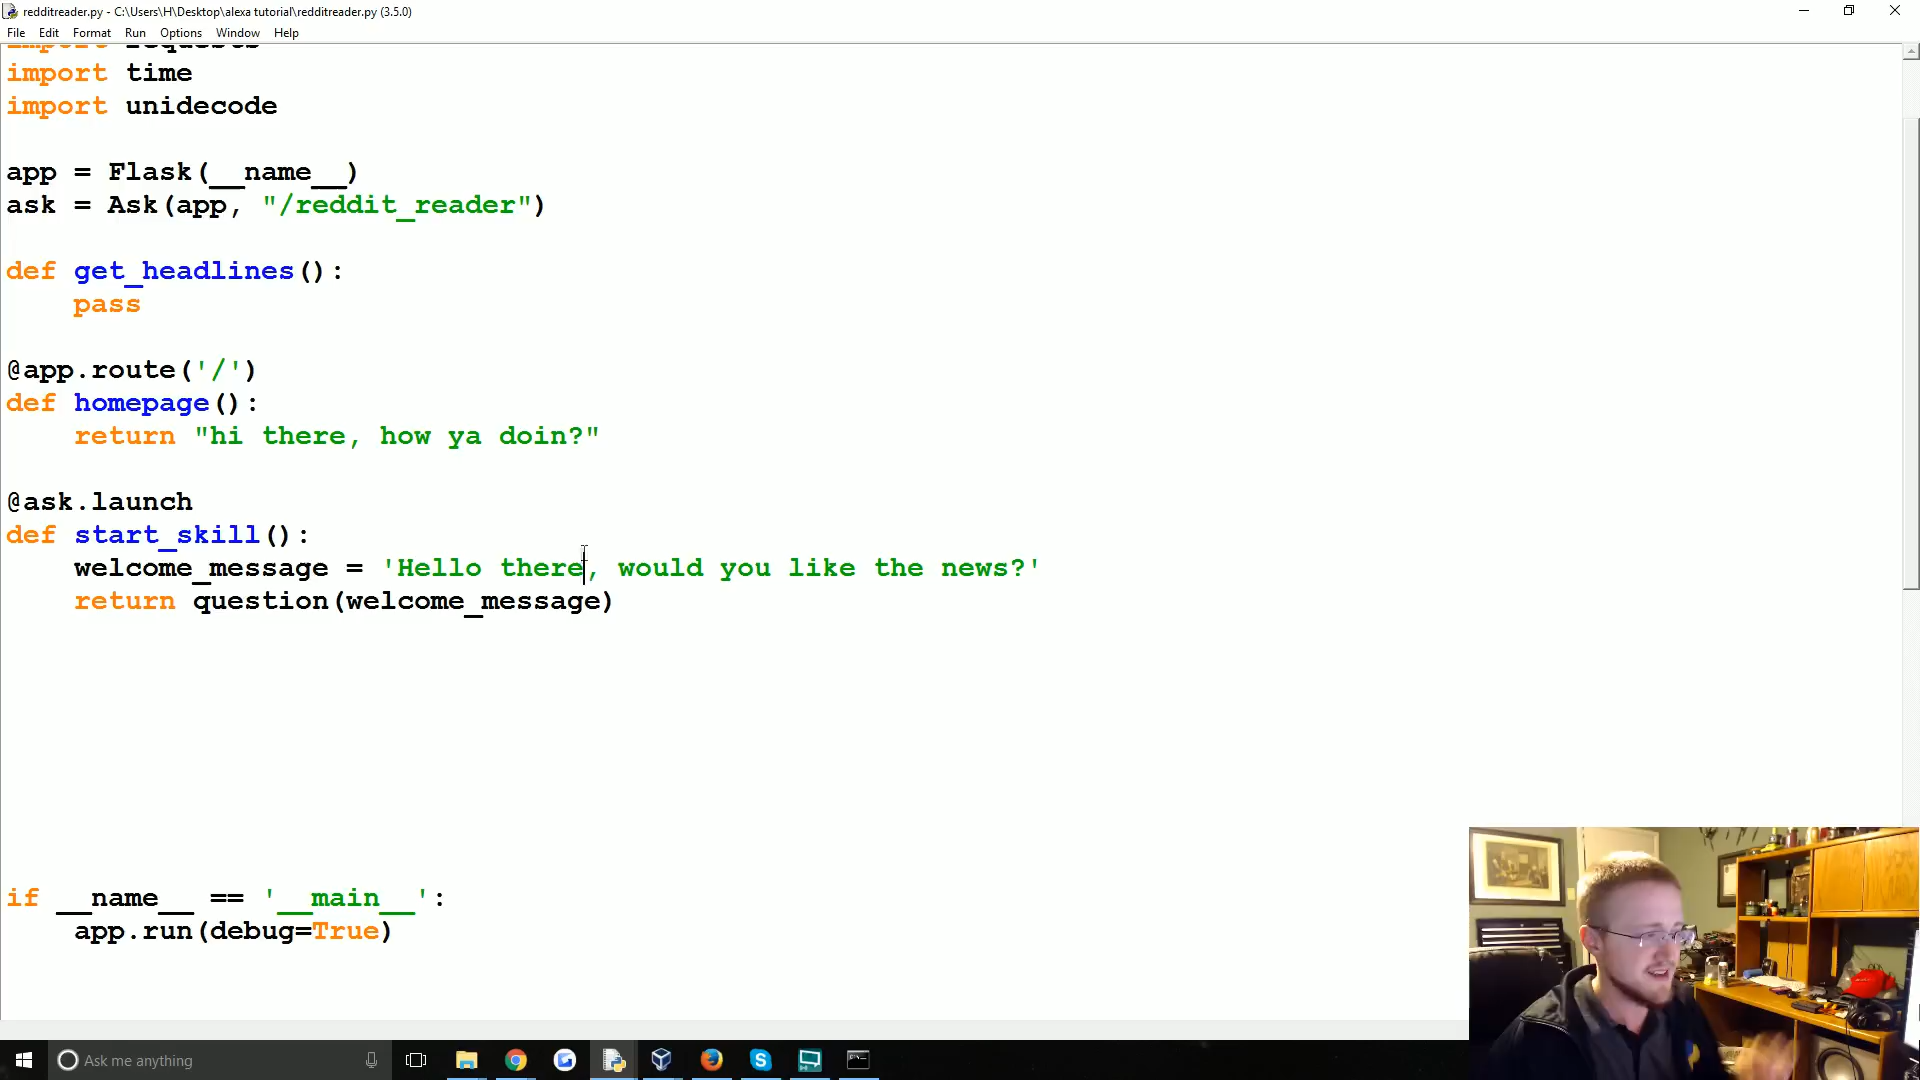 redditreader.py - C:\Users\H\Desktop\alexa tutorial\redditreader.py (3.5.0)
File Edit Format Run Options Window Help
import requests
import time
import unidecode
app = Flask(__name__)
ask = Ask(app, "/reddit_reader")
def get_headlines():
    pass
@app.route('/')
def homepage():
    return "hi there, how ya doin?"
@ask.launch
def start_skill():
    welcome_message = 'Hello there, would you like the news?'
    return question(welcome_message)
if __name__ == '__main__':
    app.run(debug=True)
Ask me anything